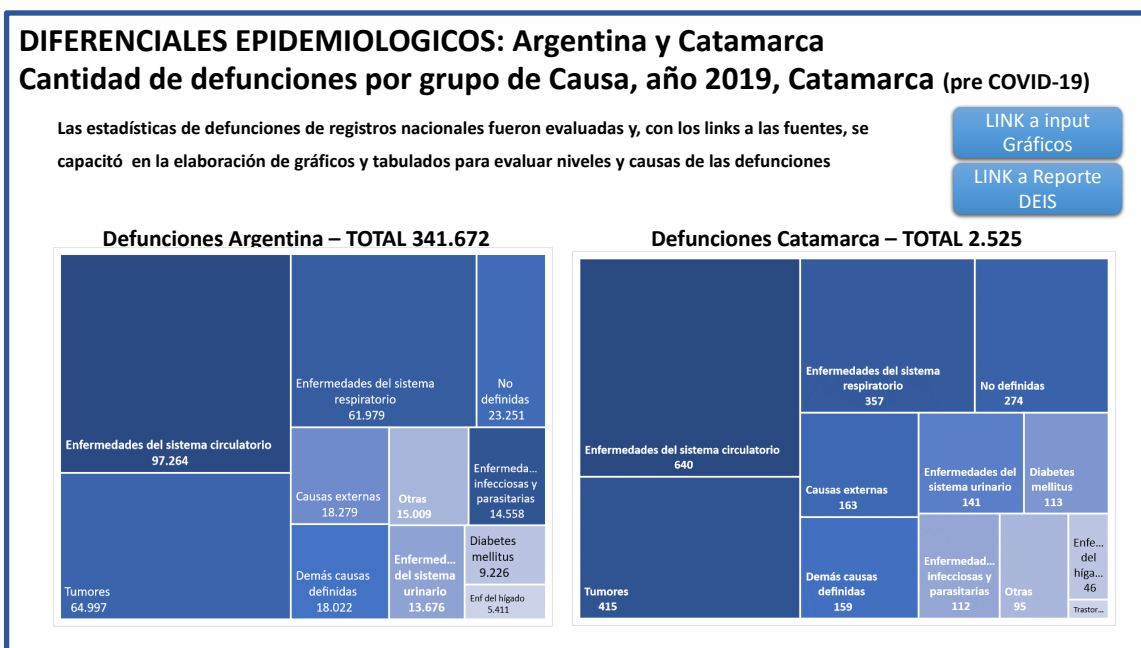 DIFERENCIALES EPIDEMIOLOGICOS: Argentina y Catamarca
Cantidad de defunciones por grupo de Causa, año 2019, Catamarca (pre COVID-19)
Las estadísticas de defunciones de registros nacionales fueron evaluadas y, con los links a las fuentes, se
capacitó en la elaboración de gráficos y tabulados para evaluar niveles y causas de las defunciones
LINK a input
Gráficos
LINK a Reporte
DEIS
Defunciones Argentina – TOTAL 341.672
Enfermedades del sistema circulatorio
97.264
Tumores
64.997
Enfermedades del sistema
respiratorio
61.979
No
definidas
23.251
Causas externas
18.279
Otras
15.009
Enfermeda...
infecciosas y
parasitarias
14.558
Demás causas
definidas
18.022
Enfermed...
del sistema
urinario
13.676
Diabetes
mellitus
9.226
Enf del hígado
5.411
Defunciones Catamarca – TOTAL 2.525
Enfermedades del sistema circulatorio
640
Tumores
415
Enfermedades del sistema
respiratorio
357
No definidas
274
Causas externas
163
Enfermedades del
sistema urinario
141
Diabetes
mellitus
113
Demás causas
definidas
159
Enfermedad...
infecciosas y
parasitarias
112
Otras
95
Enfe...
del
híga...
46
Trastor...